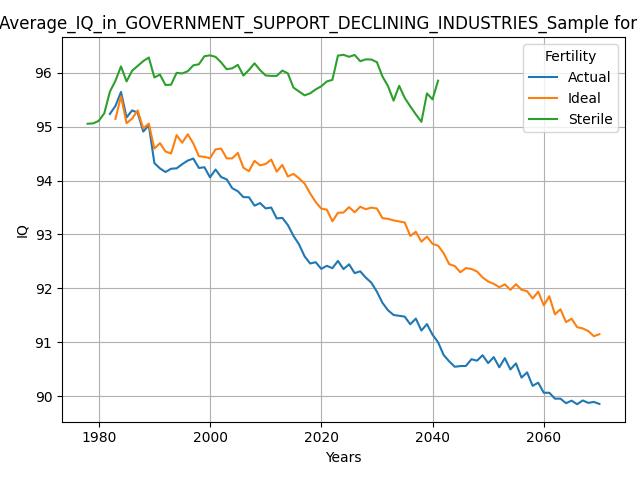 Average_IQ_in_GOVERNMENT_SUPPORT_DECLINING_INDUSTRIES_Sample for
Fertility
Actual
Ideal
Sterile
IQ
96
95
94
93
92
91
90
1980 2000 2020 2040 2060
Years